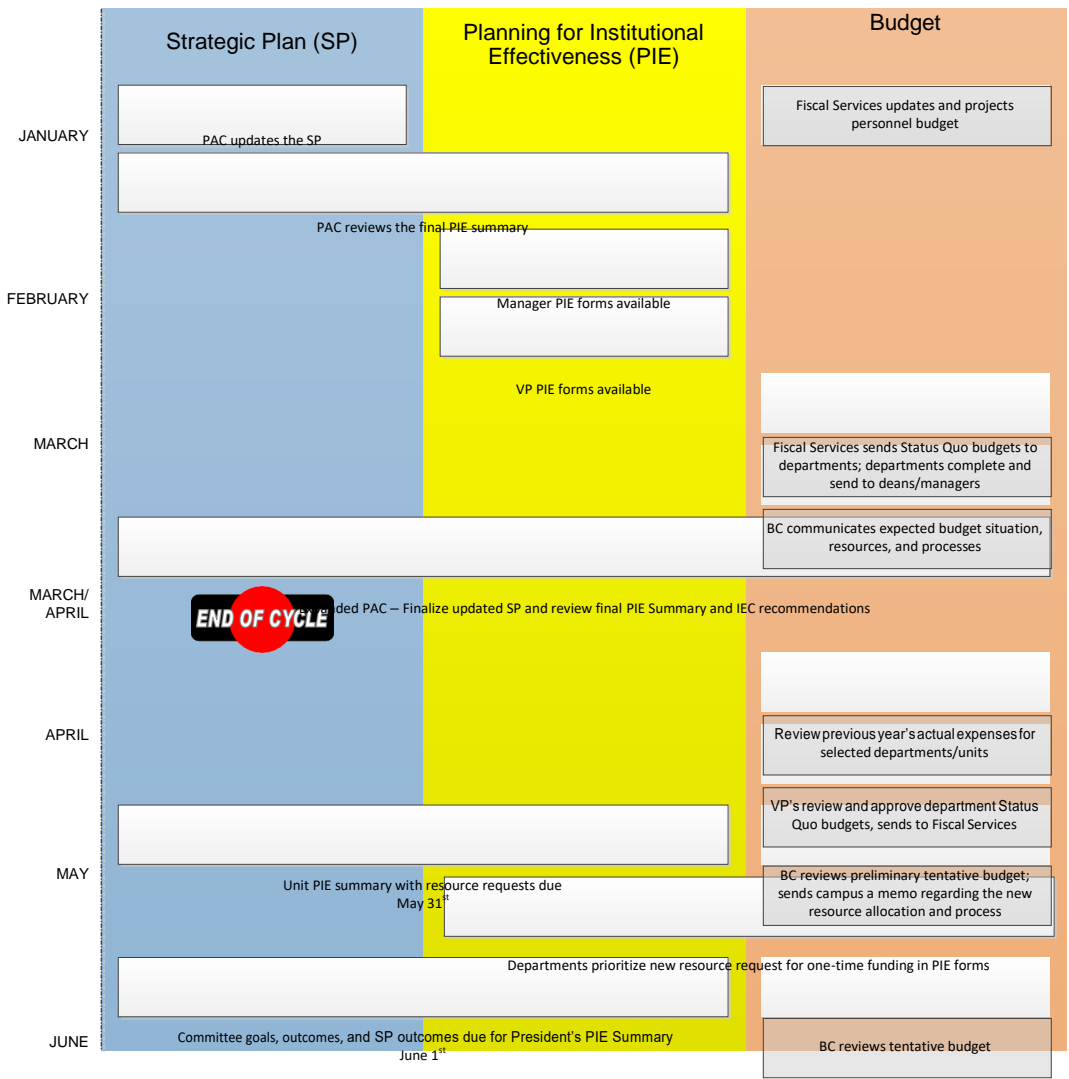 Strategic Plan (SP)
Planning for Institutional
Effectiveness (PIE)
Budget
JANUARY
PAC updates the SP
Fiscal Services updates and projects
personnel budget
PAC reviews the final PIE summary
FEBRUARY
Manager PIE forms available
VP PIE forms available
MARCH
Fiscal Services sends Status Quo budgets to
departments; departments complete and
send to deans/managers
BC communicates expected budget situation,
resources, and processes
MARCH/
APRIL
END OF CYCLE
PAC – Finalize updated SP and review final PIE Summary and IEC recommendations
APRIL
Review previous year's actual expenses for
selected departments/units
VP's review and approve department Status
Quo budgets, sends to Fiscal Services
MAY
Unit PIE summary with resource requests due
May 31st
BC reviews preliminary tentative budget;
sends campus a memo regarding the new
resource allocation and process
Departments prioritize new resource request for one-time funding in PIE forms
JUNE
Committee goals, outcomes, and SP outcomes due for President's PIE Summary
June 1st
BC reviews tentative budget